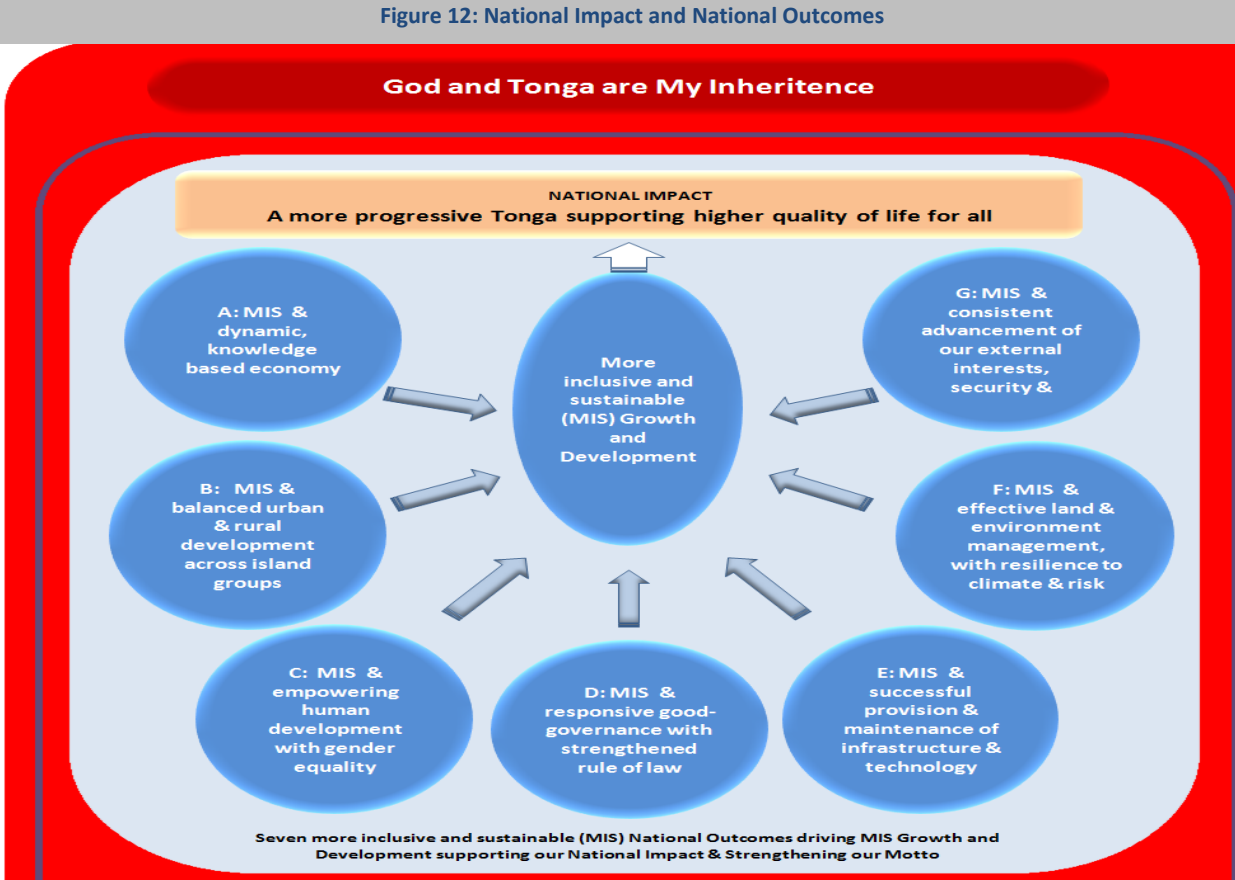 Figure 12: National Impact and National Outcomes
God and Tonga are My Inheritence
NATIONAL IMPACT
A more progressive Tonga supporting higher quality of life for all
A: MIS &
dynamic,
knowledge
based economy
B: MIS &
balanced urban
& rural
development
across island
groups
C: MIS &
empowering
human
development
with gender
equality
D: MIS &
responsive good-
governance with
strengthened
rule of law
E: MIS &
successful
provision &
maintenance of
infrastructure &
technology
F: MIS &
effective land &
environment
management,
with resilience to
climate & risk
G: MIS &
consistent
advancement of
our external
interests,
security &
More
inclusive and
sustainable
(MIS) Growth
and
Development
Seven more inclusive and sustainable (MIS) National Outcomes driving MIS Growth and
Development supporting our National Impact & Strengthening our Motto